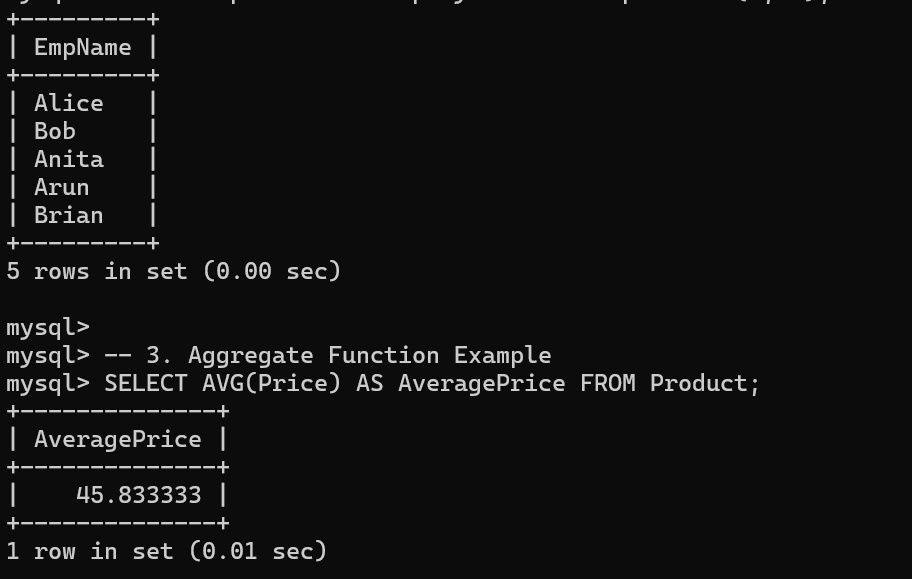 +---------+
| EmpName |
+---------+
| Alice   |
| Bob     |
| Anita   |
| Arun    |
| Brian   |
+---------+
5 rows in set (0.00 sec)

mysql>
mysql> -- 3. Aggregate Function Example
mysql> SELECT AVG(Price) AS AveragePrice FROM Product;
+--------------+
| AveragePrice |
+--------------+
|    45.833333 |
+--------------+
1 row in set (0.01 sec)